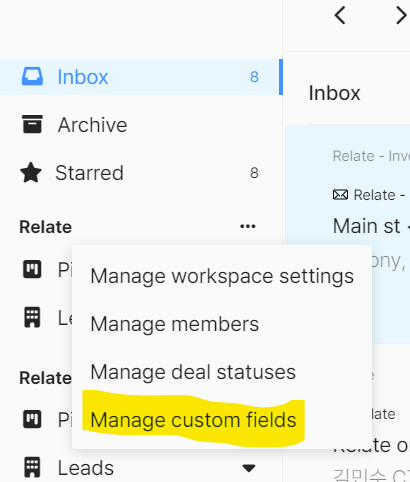 Inbox 8
Archive
Starred 8
Relate
Manage workspace settings
Manage members
Manage deal statuses
Manage custom fields
Relate
Leads
Inbox
Relate -
Relate -
Main st